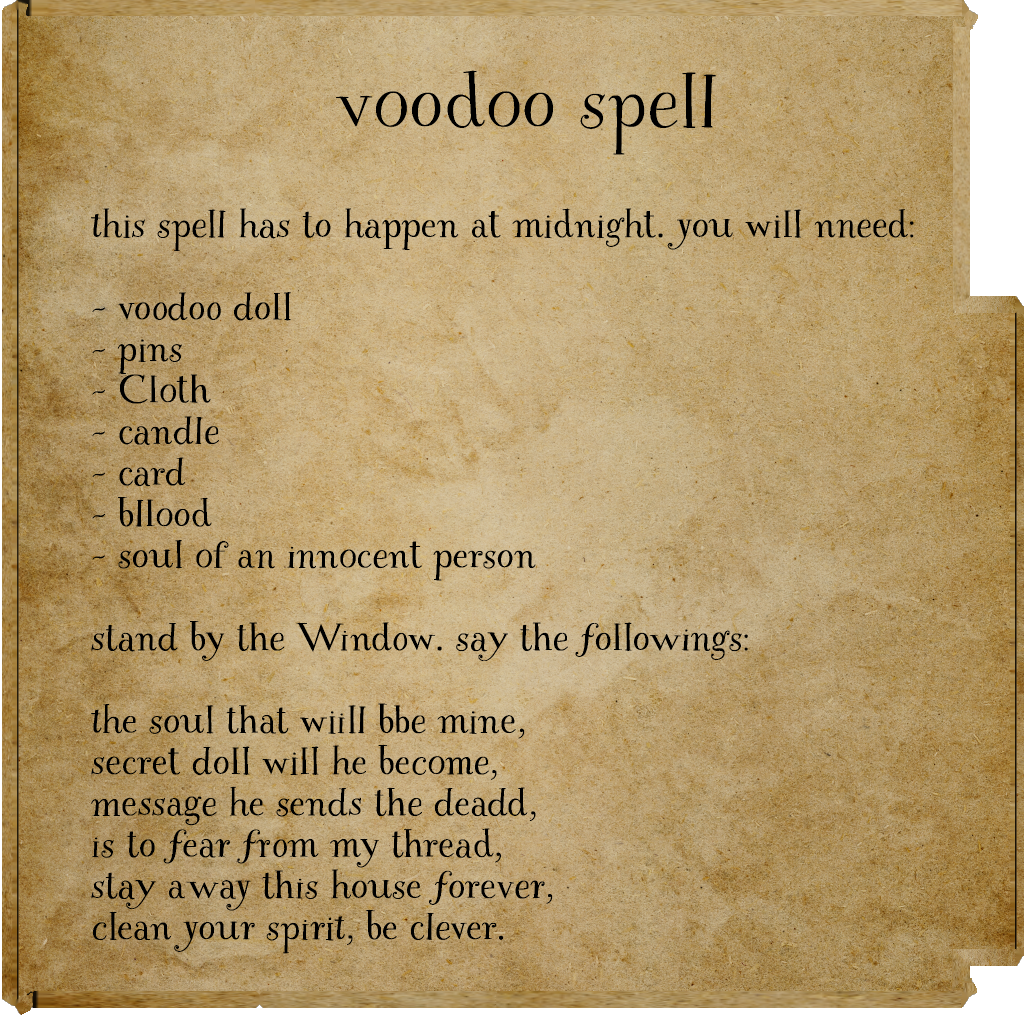 voodoo spell
this spell has to happen at midnight. you will nneed:
- voodoo doll
- pins
- Cloth
- candle
- card
- bllood
- soul of an innocent person
stand by the Window. say the followings:
the soul that wiill bbe mine,
secret doll will he become,
message he sends the deadd,
is to fear from my thread,
stay away this house forever,
clean your spirit, be clever.